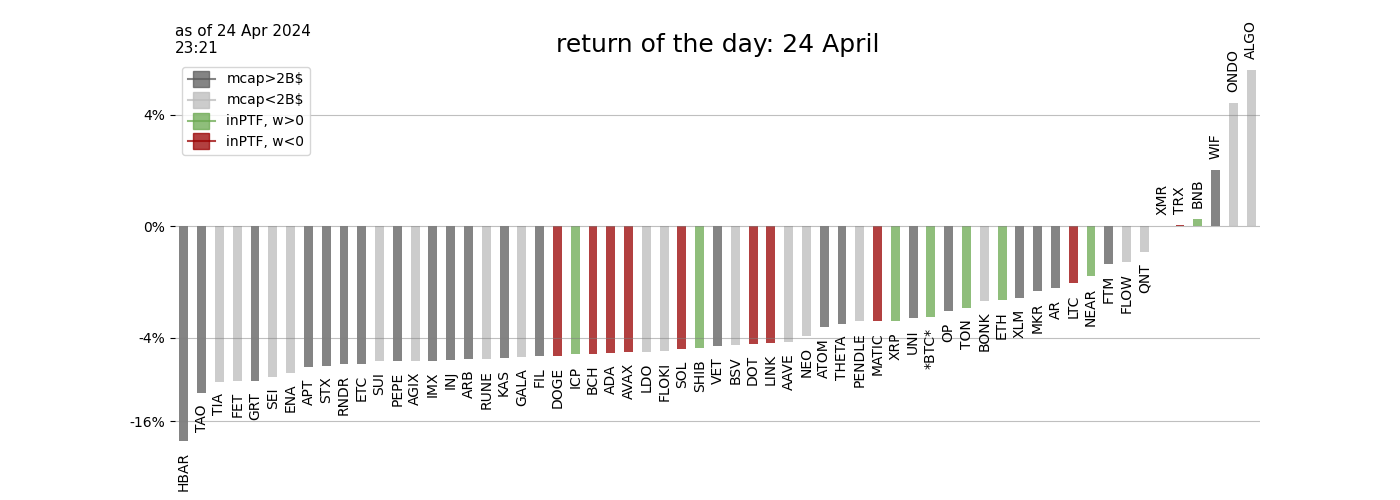 as of 24 Apr 2024
23:21
return of the day: 24 April
mcap>2B$
mcap<2B$
inPTF, w>0
inPTF, w<0
4%
0%
-4%
-16%
HBAR
TAO
TIA
FET
GRT
SEI
ENA
APT
STX
RNDR
ETC
SUI
PEPE
AGIX
IMX
INJ
ARB
RUNE
KAS
GALA
FIL
DOGE
ICP
BCH
ADA
AVAX
LDO
FLOKI
SOL
SHIB
VET
BSV
DOT
LINK
AAVE
NEO
ATOM
THETA
PENDLE
MATIC
XRP
UNI
*BTC*
OP
TON
BONK
ETH
XLM
MKR
AR
LTC
NEAR
FTM
FLOW
QNT
XMR
TRX
BNB
WIF
ONDO
ALGO